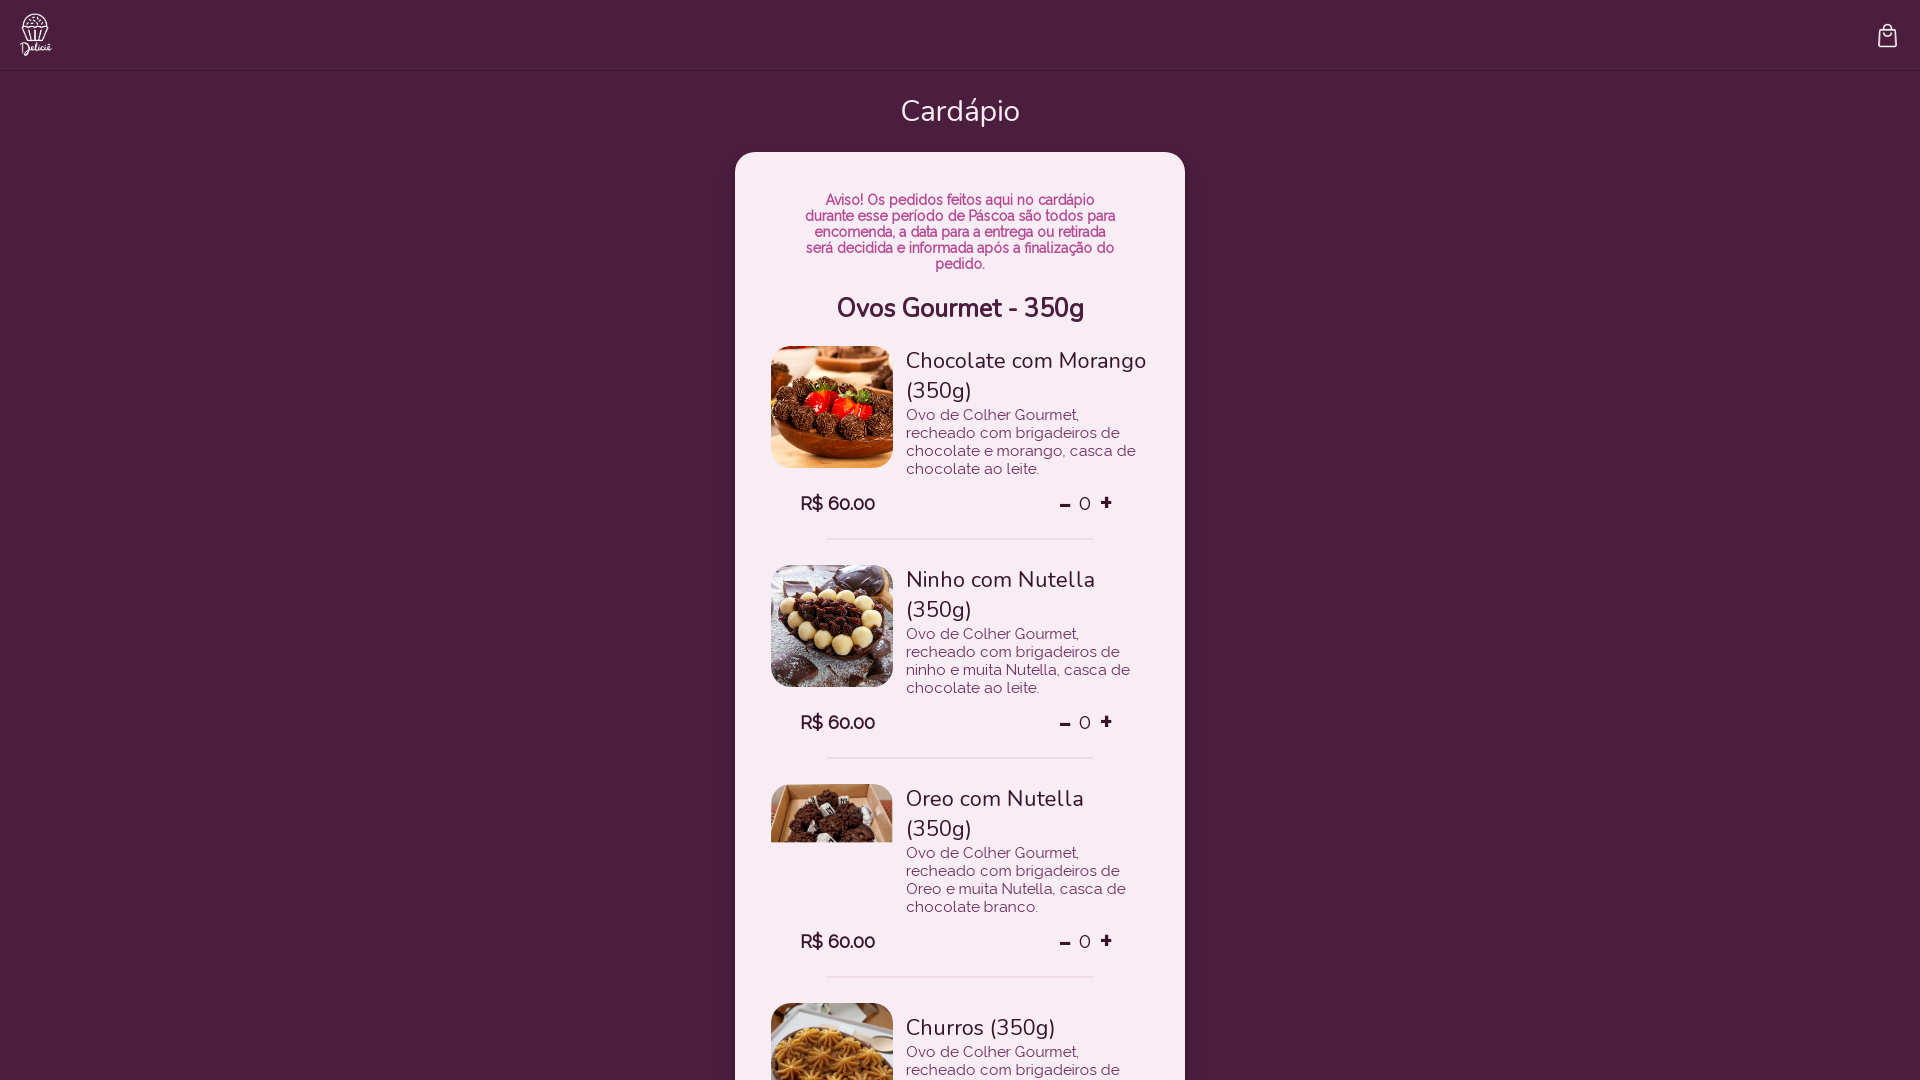 Deliciê
Cardápio
Aviso! Os pedidos feitos aqui no cardápio
durante esse período de Páscoa são todos para
encomenda, a data para a entrega ou retirada
será decidida e informada após a finalização do
pedido.
Ovos Gourmet - 350g
Chocolate com Morango
(350g)
Ovo de Colher Gourmet,
recheado com brigadeiros de
chocolate e morango, casca de
chocolate ao leite.
R$ 60.00
- 0 +
Ninho com Nutella
(350g)
Ovo de Colher Gourmet,
recheado com brigadeiros de
ninho e muita Nutella, casca de
chocolate ao leite.
R$ 60.00
- 0 +
Oreo com Nutella
(350g)
Ovo de Colher Gourmet,
recheado com brigadeiros de
Oreo e muita Nutella, casca de
chocolate branco.
R$ 60.00
- 0 +
Churros (350g)
Ovo de Colher Gourmet,
recheado com brigadeiros de